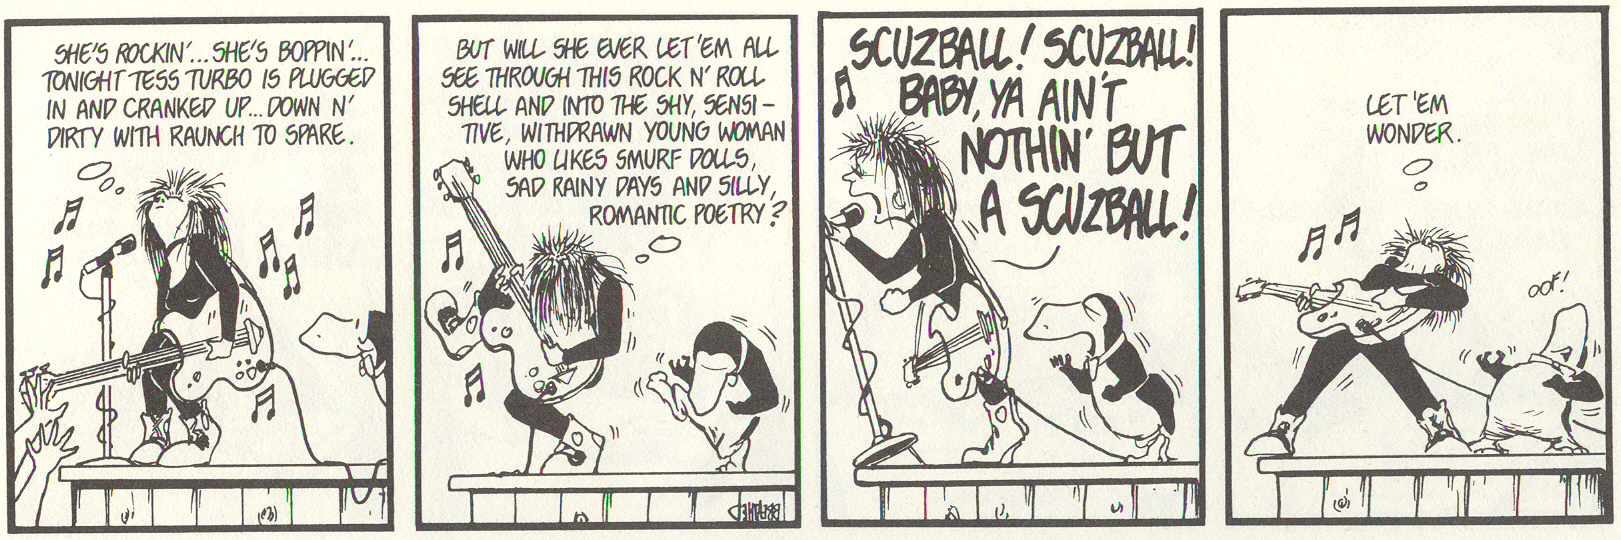 SHE'S ROCKIN'...SHE'S BOPPIN'...
TONIGHT TESS TURBO IS PLUGGED
IN AND CRANKED UP...DOWN N'
DIRTY WITH RAUNCH TO SPARE.
BUT WILL SHE EVER LET 'EM ALL
SEE THROUGH THIS ROCK N' ROLL
SHELL AND INTO THE SHY, SENSI-
TIVE, WITHDRAWN YOUNG WOMAN
WHO LIKES SMURF DOLLS,
SAD RAINY DAYS AND SILLY,
ROMANTIC POETRY?
SCUZBALL! SCUZBALL!
BABY, YA AIN'T
NOTHIN' BUT
A SCUZBALL!
LET 'EM
WONDER.
OOF!